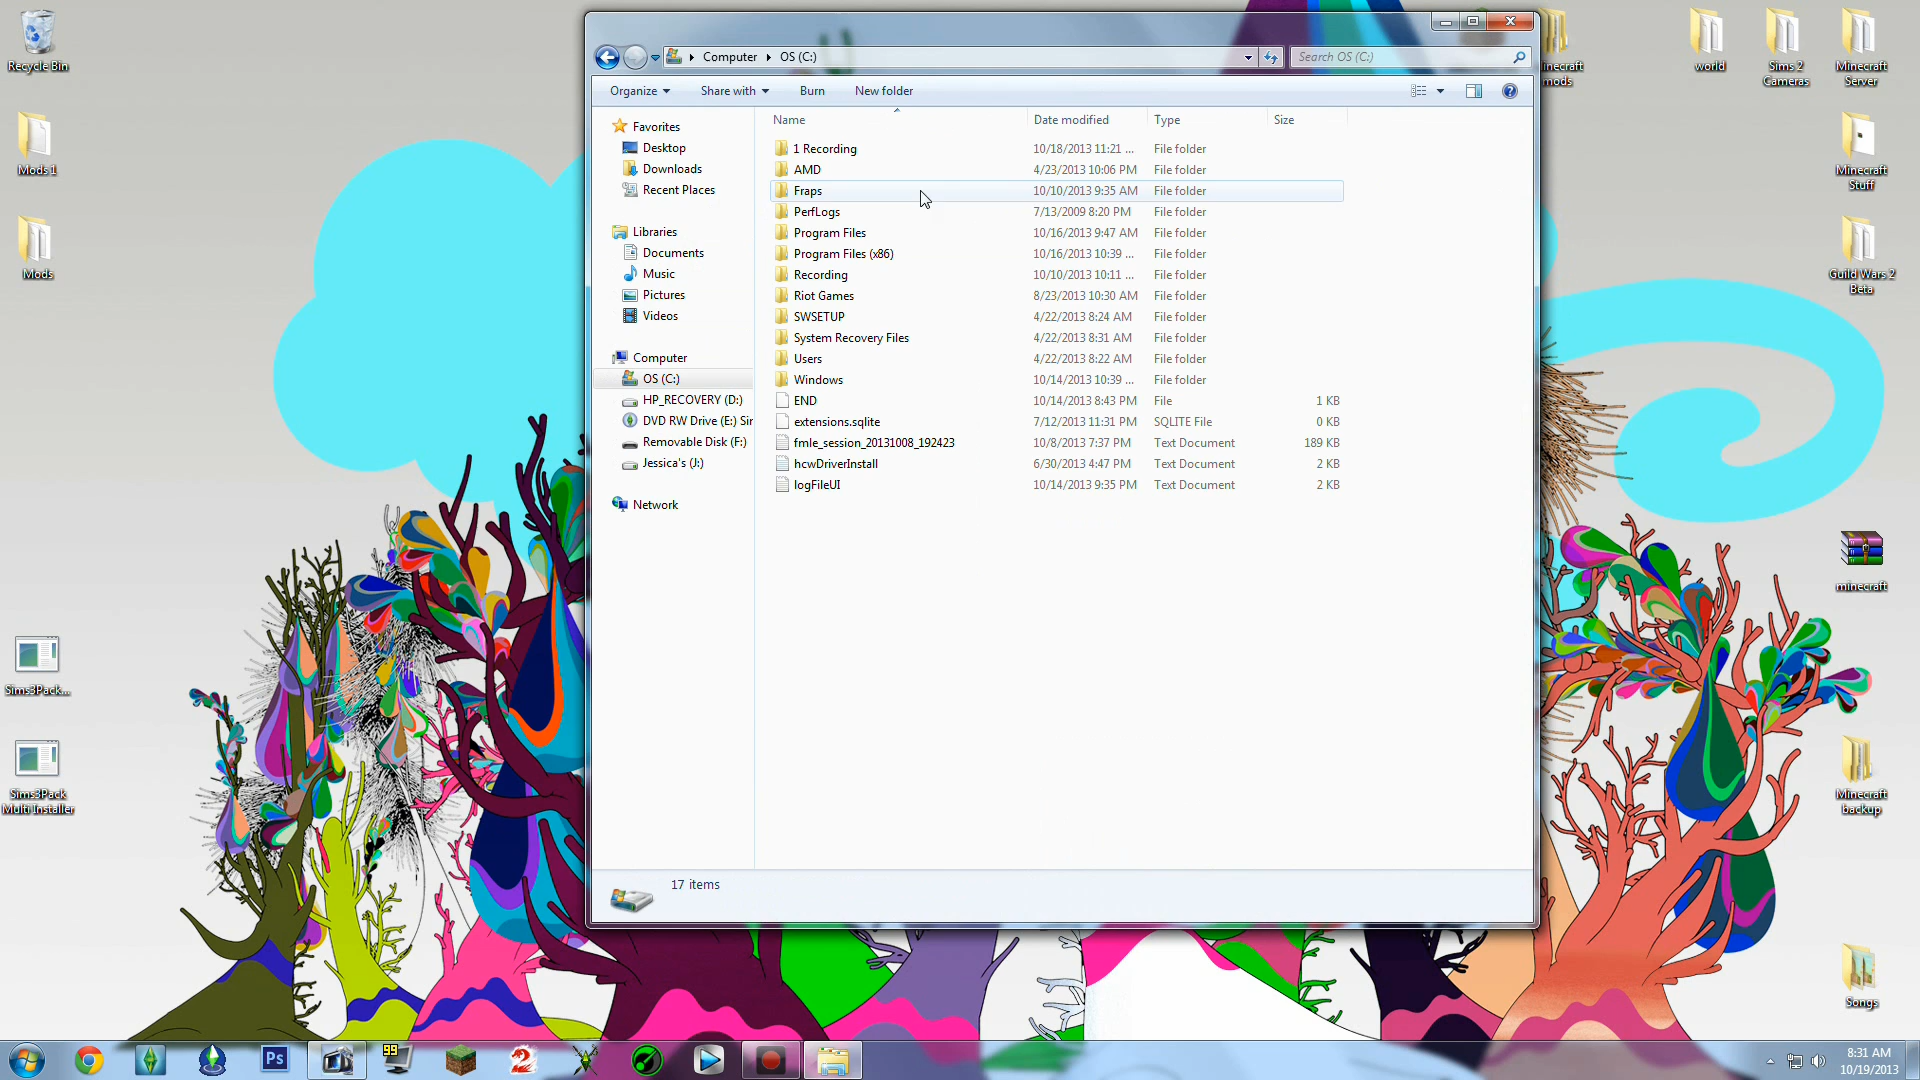 Recycle Bin
Mods 1
Mods
Sims3Pack...
Sims3Pack
Multi Installer
Computer
OS (C:)
Search OS (C:)
Organize
Share with
Burn
New folder
Favorites
Desktop
Downloads
Recent Places
Libraries
Documents
Music
Pictures
Videos
Computer
OS (C:)
HP_RECOVERY (D:)
DVD RW Drive (E:) Sir
Removable Disk (F:)
Jessica's (J:)
Network
Name Date modified Type Size
1 Recording 10/18/2013 11:21 ... File folder
AMD 4/23/2013 10:06 PM File folder
Fraps 10/10/2013 9:35 AM File folder
PerfLogs 7/13/2009 8:20 PM File folder
Program Files 10/16/2013 9:47 AM File folder
Program Files (x86) 10/16/2013 10:39 ... File folder
Recording 10/10/2013 10:11 ... File folder
Riot Games 8/23/2013 10:30 AM File folder
SWSETUP 4/22/2013 8:24 AM File folder
System Recovery Files 4/22/2013 8:31 AM File folder
Users 4/22/2013 8:22 AM File folder
Windows 10/14/2013 10:39 ... File folder
END 10/14/2013 8:43 PM File 1 KB
extensions.sqlite 7/12/2013 11:31 PM SQLITE File 0 KB
fmle_session_20131008_192423 10/8/2013 7:37 PM Text Document 189 KB
hcwDriverInstall 6/30/2013 4:47 PM Text Document 2 KB
logFileUI 10/14/2013 9:35 PM Text Document 2 KB
17 items
inecraft
mods
world
Sims 2
Cameras
Minecraft
Server
Minecraft
Stuff
Guild Wars 2
Beta
minecraft
Minecraft
backup
Songs
Ps
99
8:31 AM
10/19/2013